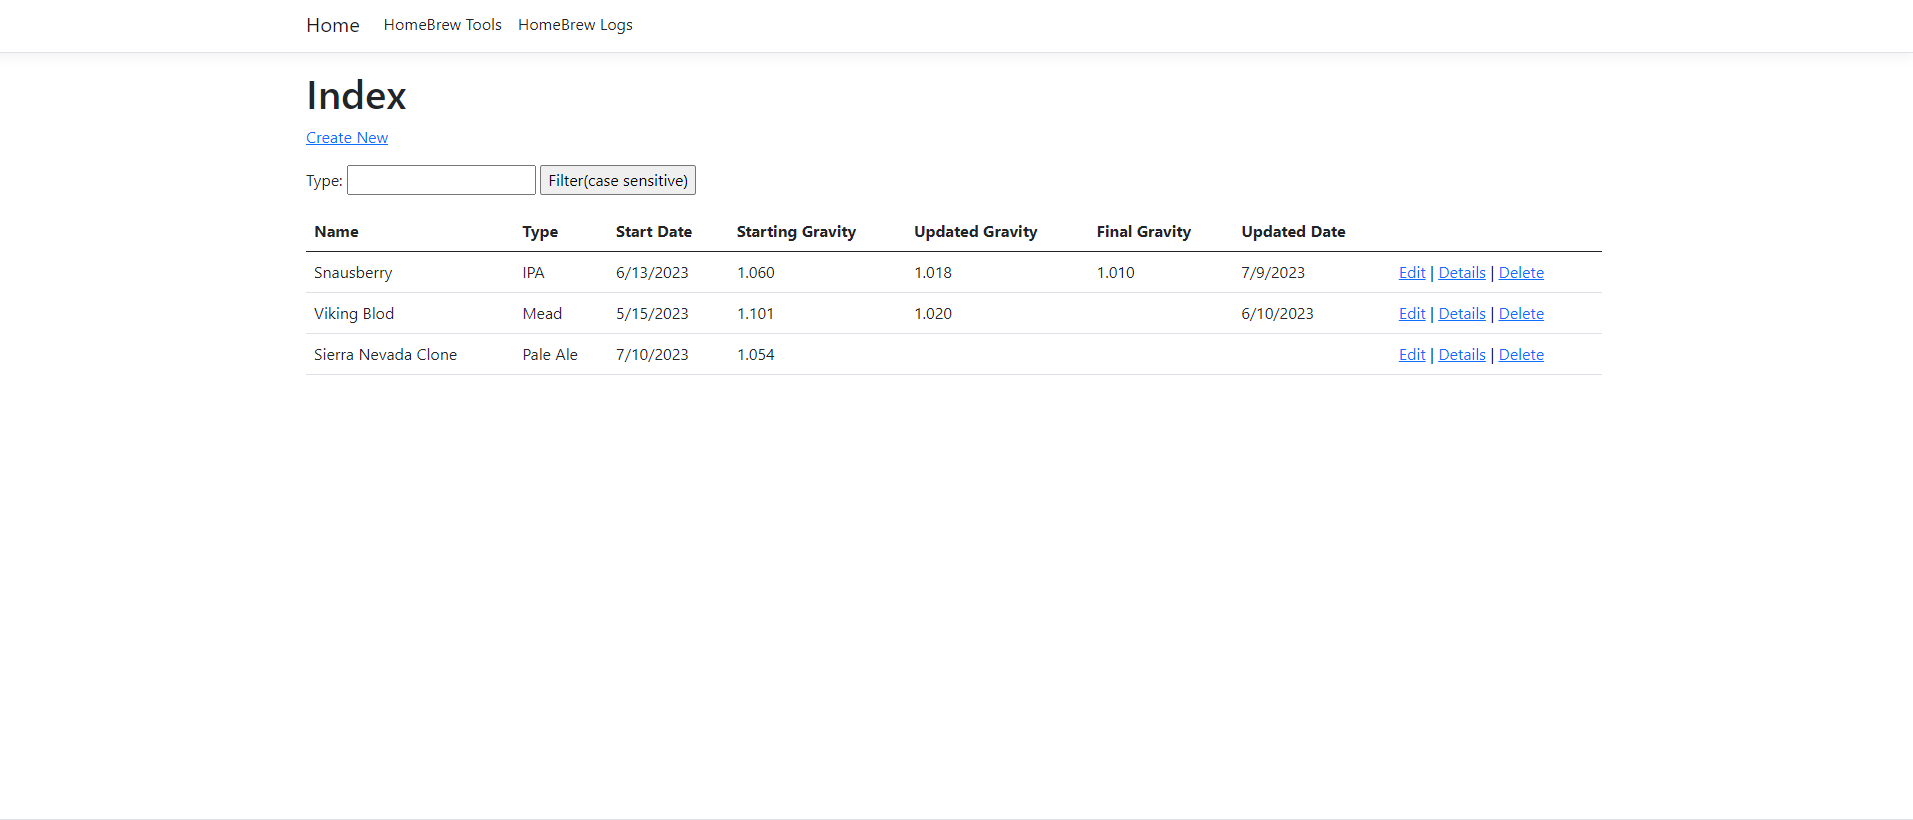 Home HomeBrew Tools HomeBrew Logs
Index
Create New
Type: Filter(case sensitive)
Name Type Start Date Starting Gravity Updated Gravity Final Gravity Updated Date
Snausberry IPA 6/13/2023 1.060 1.018 1.010 7/9/2023 Edit | Details | Delete
Viking Blod Mead 5/15/2023 1.101 1.020 6/10/2023 Edit | Details | Delete
Sierra Nevada Clone Pale Ale 7/10/2023 1.054 Edit | Details | Delete